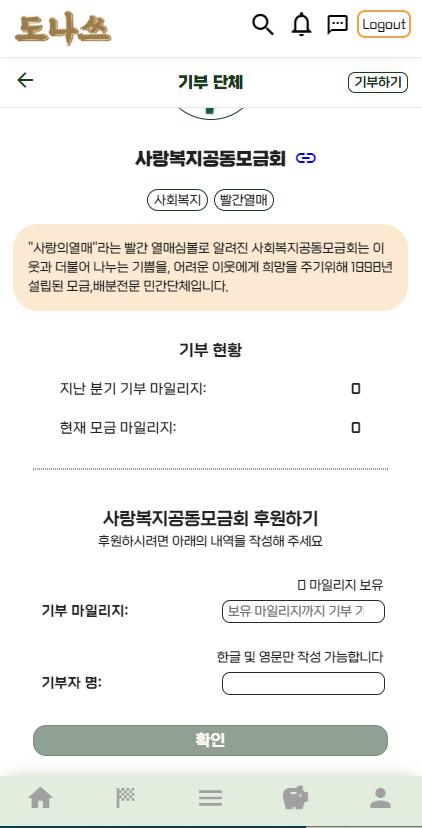 도나쓰
Logout
기부 단체
기부하기
사랑복지공동모금회
사회복지 빨간열매
"사랑의열매"라는 빨간 열매심볼로 알려진 사회복지공동모금회는 이
웃과 더불어 나누는 기쁨을, 어려운 이웃에게 희망을 주기위해 1998년
설립된 모금,배분전문 민간단체입니다.
기부 현황
지난 분기 기부 마일리지: 0
현재 모금 마일리지: 0
사랑복지공동모금회 후원하기
후원하시려면 아래의 내역을 작성해 주세요
0 마일리지 보유
기부 마일리지: 보유 마일리지까지 기부 가
한글 및 영문만 작성 가능합니다
기부자 명:
확인